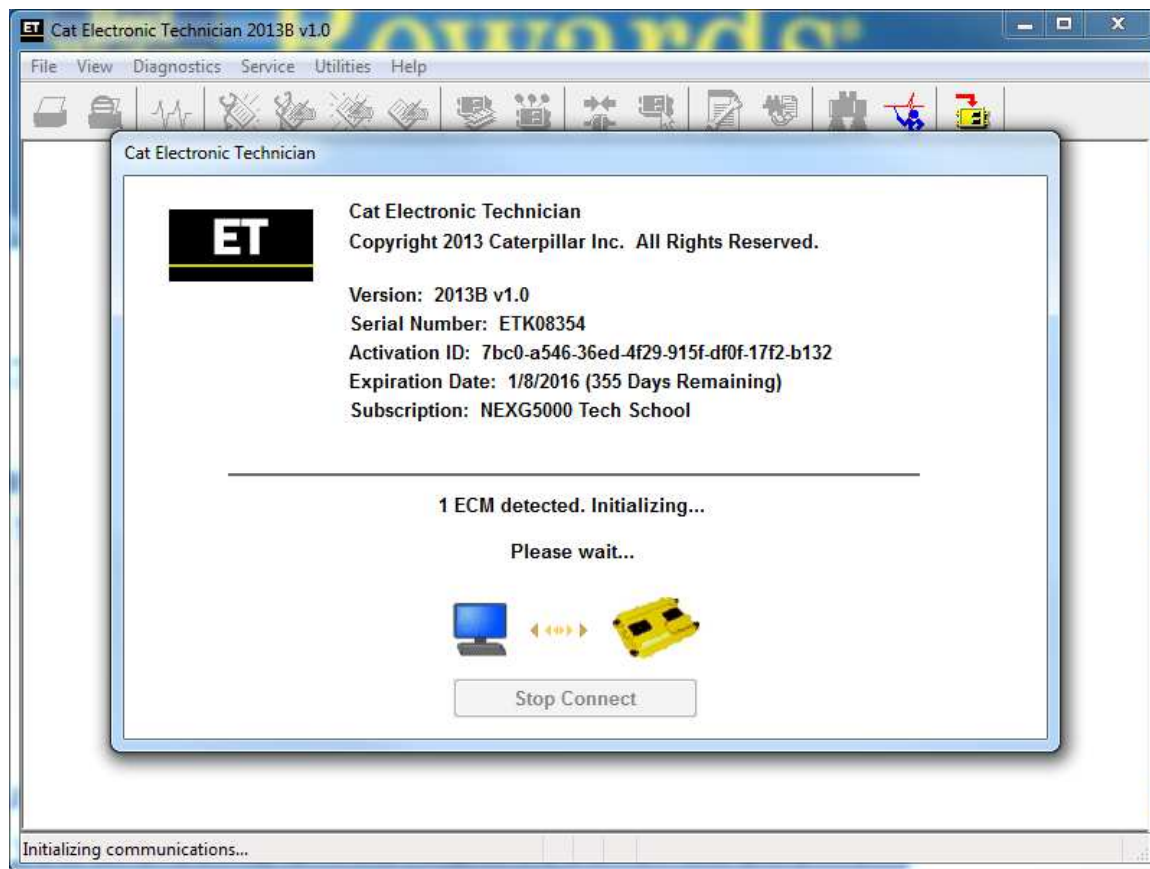 ET Cat Electronic Technician 2013B v1.0
File View Diagnostics Service Utilities Help
Cat Electronic Technician
ET
Cat Electronic Technician
Copyright 2013 Caterpillar Inc. All Rights Reserved.
Version: 2013B v1.0
Serial Number: ETK08354
Activation ID: 7bc0-a546-36ed-4f29-915f-df0f-17f2-b132
Expiration Date: 1/8/2016 (355 Days Remaining)
Subscription: NEXG5000 Tech School
1 ECM detected. Initializing...
Please wait...
Stop Connect
Initializing communications...